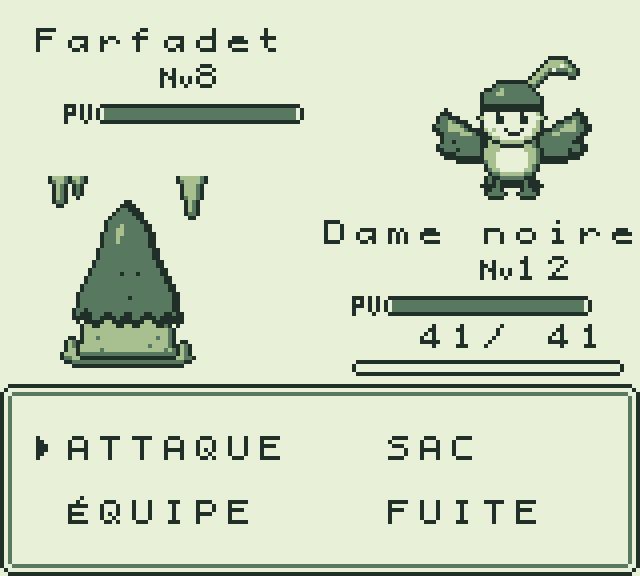 Farfadet
Nv8
PV
Dame noire
Nv12
PV
41/ 41
ATTAQUE SAC
ÉQUIPE FUITE